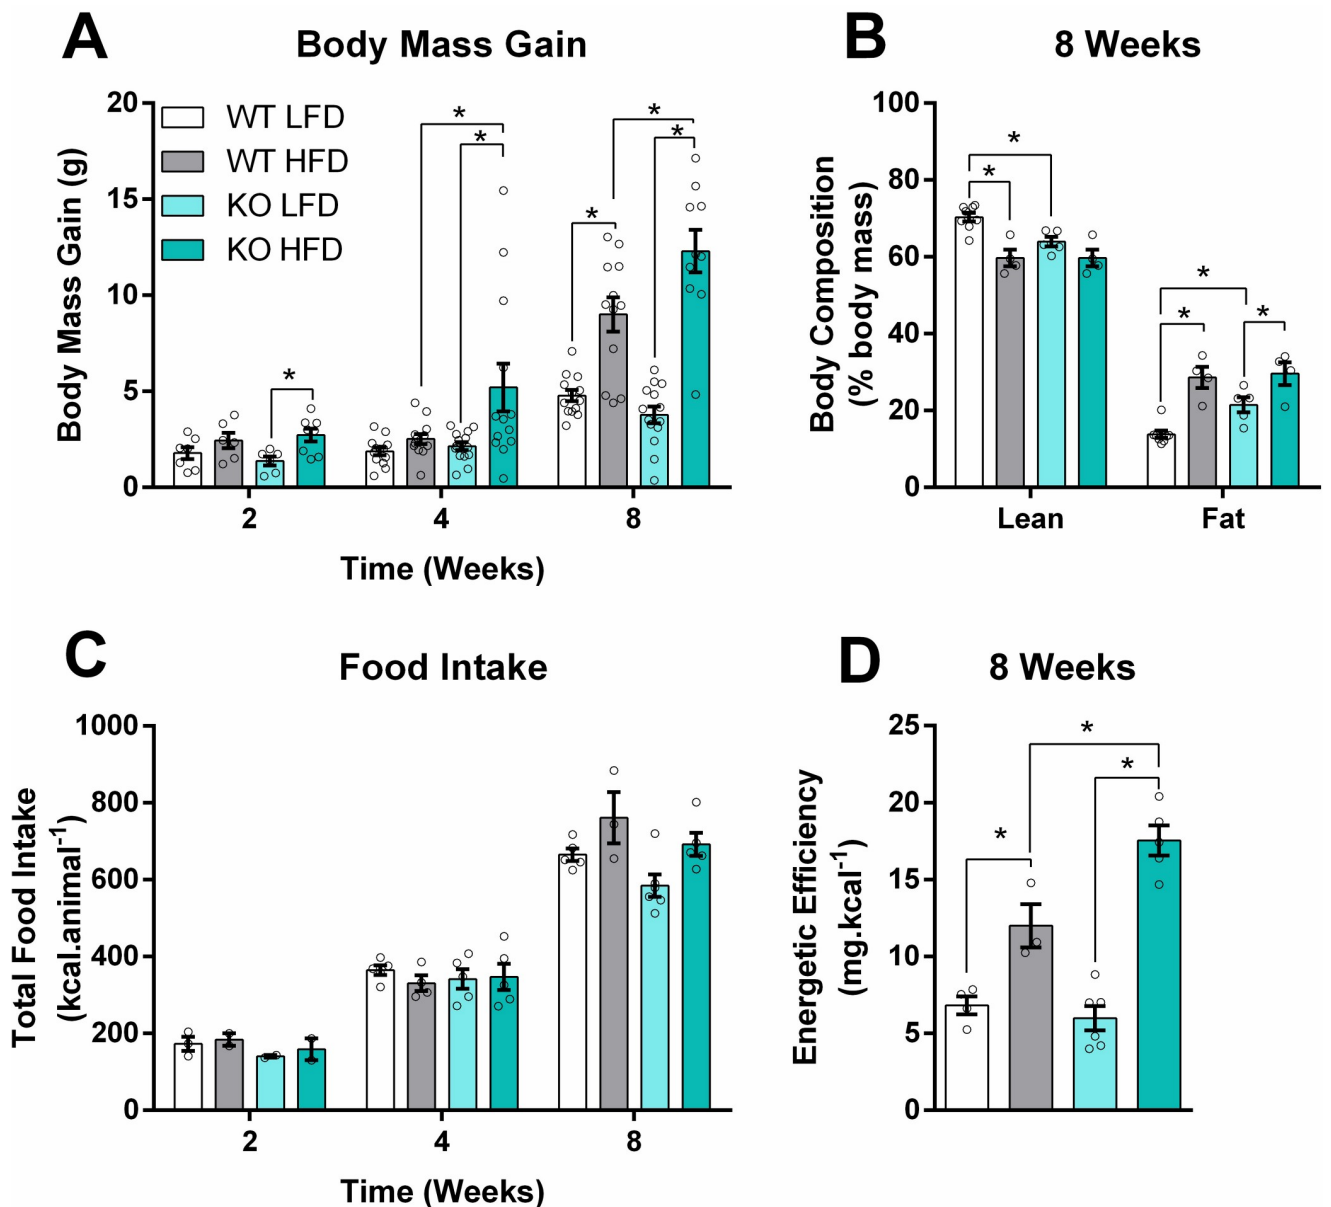 A
Body Mass Gain
20
15
10
5
0
Body Mass Gain (g)
WT LFD
WT HFD
KO LFD
KO HFD
*
*
*
*
*
*
2
4
8
Time (Weeks)
B
8 Weeks
100
80
60
40
20
0
Body Composition
(% body mass)
*
*
*
*
*
Lean
Fat
C
Food Intake
1000
800
600
400
200
0
Total Food Intake
(kcal.animal⁻¹)
2
4
8
Time (Weeks)
D
8 Weeks
25
20
15
10
5
0
Energetic Efficiency
(mg.kcal⁻¹)
*
*
*